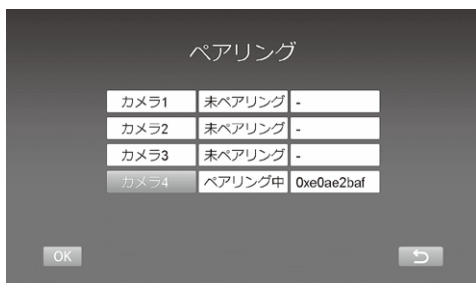 ペアリング
カメラ1 未ペアリング -
カメラ2 未ペアリング -
カメラ3 未ペアリング -
カメラ4 ペアリング中 0xe0ae2baf
OK